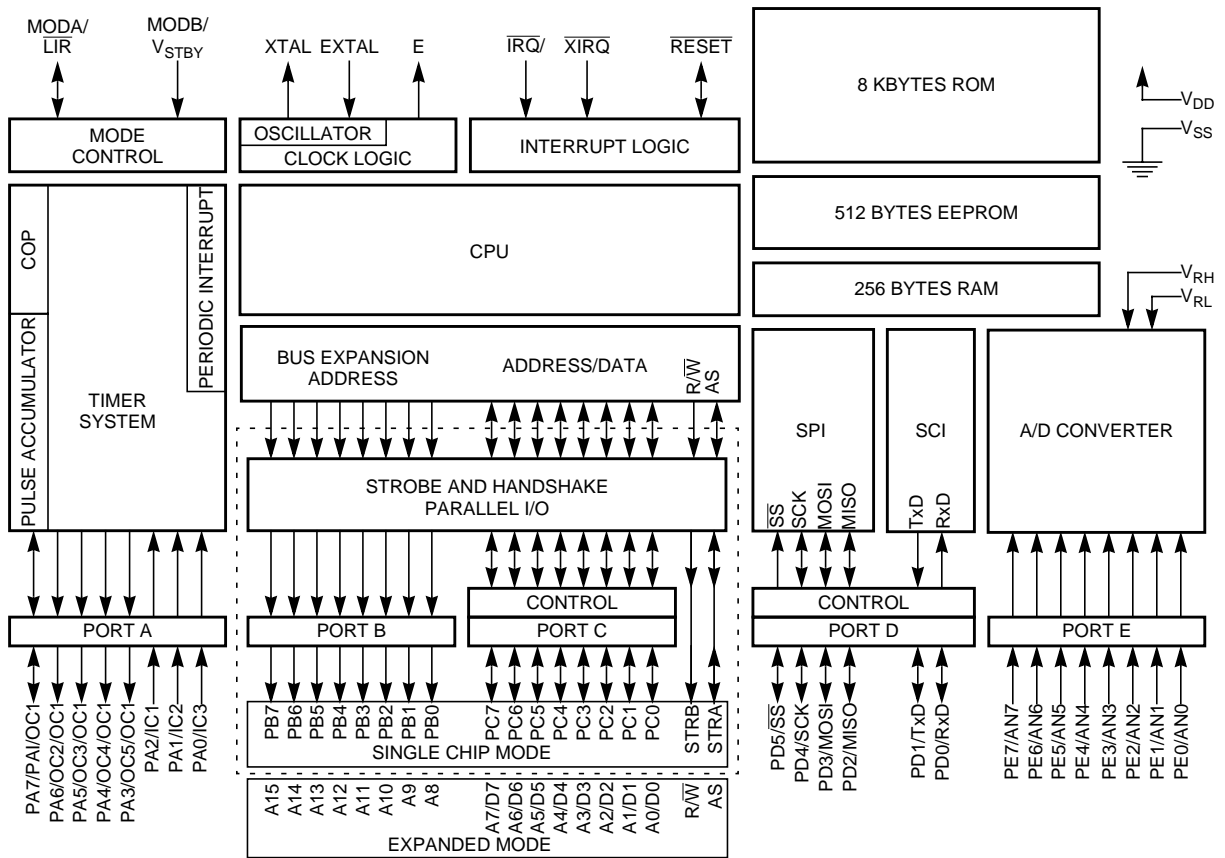 MODA/
LIR
MODB/
VSTBY
XTAL
EXTAL
E
IRQ/
XIRQ
RESET
MODE
CONTROL
OSCILLATOR
CLOCK LOGIC
INTERRUPT LOGIC
8 KBYTES ROM
VDD
VSS
COP
PULSE ACCUMULATOR
TIMER
SYSTEM
PERIODIC INTERRUPT
CPU
512 BYTES EEPROM
256 BYTES RAM
VRH
VRL
BUS EXPANSION
ADDRESS
ADDRESS/DATA
R/W
AS
STROBE AND HANDSHAKE
PARALLEL I/O
SPI
SS
SCK
MOSI
MISO
SCI
TxD
RxD
A/D CONVERTER
PORT A
PORT B
CONTROL
PORT C
CONTROL
PORT D
PORT E
PA7/PAI/OC1
PA6/OC2/OC1
PA5/OC3/OC1
PA4/OC4/OC1
PA3/OC5/OC1
PA2/IC1
PA1/IC2
PA0/IC3
PB7
PB6
PB5
PB4
PB3
PB2
PB1
PB0
PC7
PC6
PC5
PC4
PC3
PC2
PC1
PC0
STRB
STRA
SINGLE CHIP MODE
PD5/SS
PD4/SCK
PD3/MOSI
PD2/MISO
PD1/TxD
PD0/RxD
PE7/AN7
PE6/AN6
PE5/AN5
PE4/AN4
PE3/AN3
PE2/AN2
PE1/AN1
PE0/AN0
A15
A14
A13
A12
A11
A10
A9
A8
A7/D7
A6/D6
A5/D5
A4/D4
A3/D3
A2/D2
A1/D1
A0/D0
R/W
AS
EXPANDED MODE